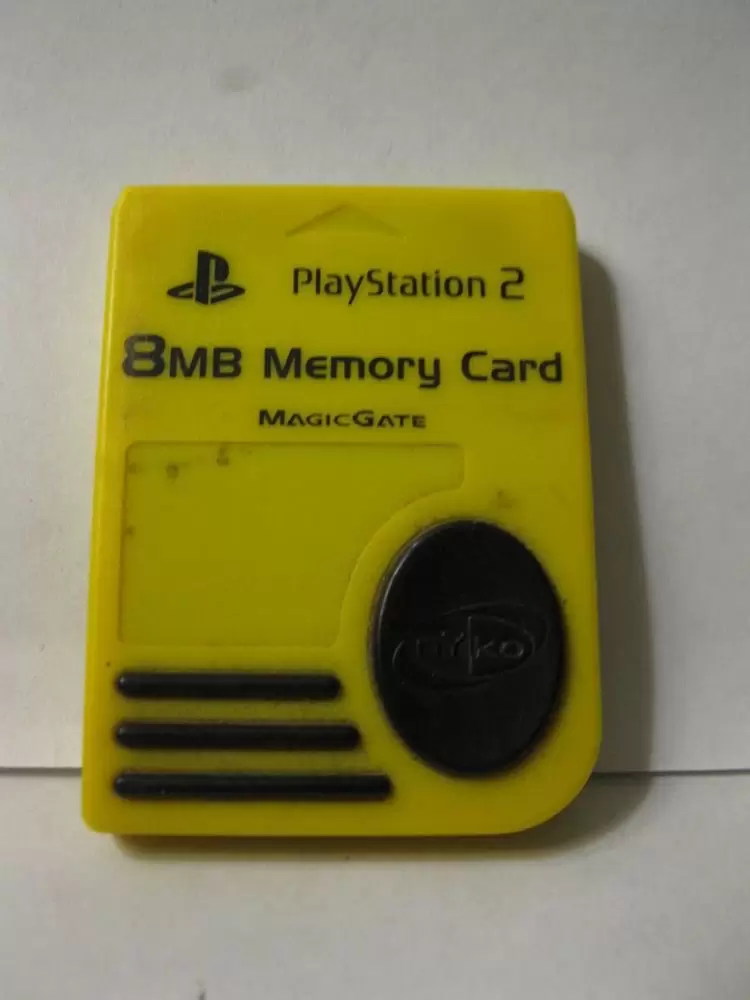 PlayStation 2
8MB Memory Card
MAGICGATE
nyko